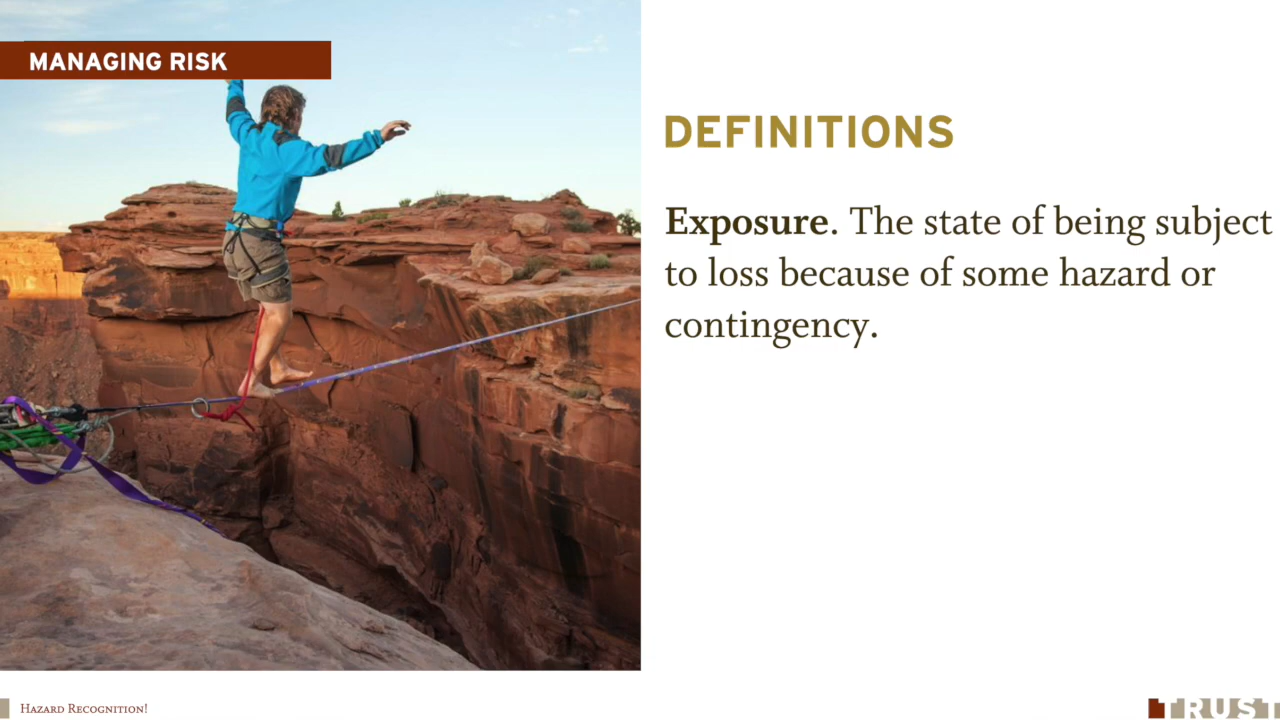 MANAGING RISK
DEFINITIONS
Exposure. The state of being subject
to loss because of some hazard or
contingency.
Hazard Recognition!
TRUST